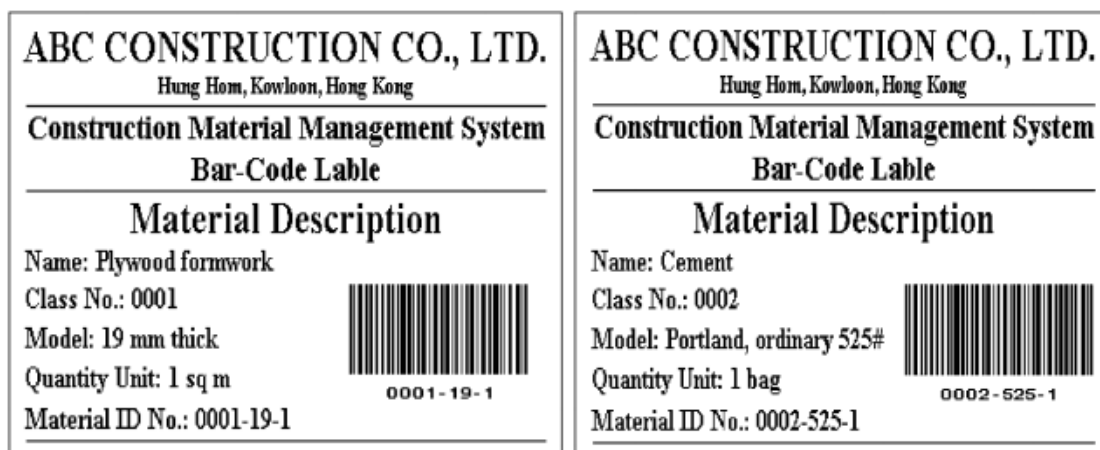 ABC CONSTRUCTION CO., LTD.
Hung Hom, Kowloon, Hong Kong
Construction Material Management System
Bar-Code Lable
Material Description
Name: Plywood formwork
Class No.: 0001
Model: 19 mm thick
Quantity Unit: 1 sq m
0001-19-1
Material ID No.: 0001-19-1
ABC CONSTRUCTION CO., LTD.
Hung Hom, Kowloon, Hong Kong
Construction Material Management System
Bar-Code Lable
Material Description
Name: Cement
Class No.: 0002
Model: Portland, ordinary 525#
Quantity Unit: 1 bag
0002-525-1
Material ID No.: 0002-525-1